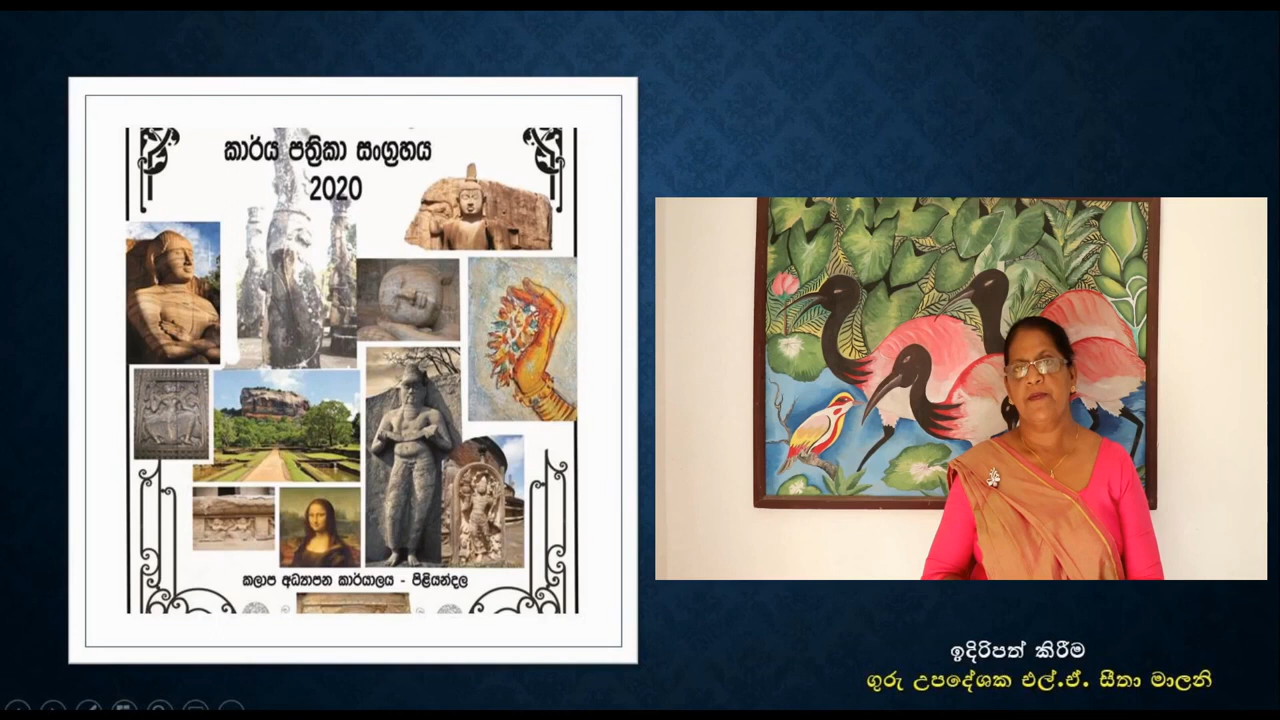 කාර්ය පත්‍රිකා සංග්‍රහය
2020
කලාප අධ්‍යාපන කාර්යාලය - පිළියන්දල
ඉදිරිපත් කිරීම
ගුරු උපදේශක එල්.ඒ. සීතා මාලනි